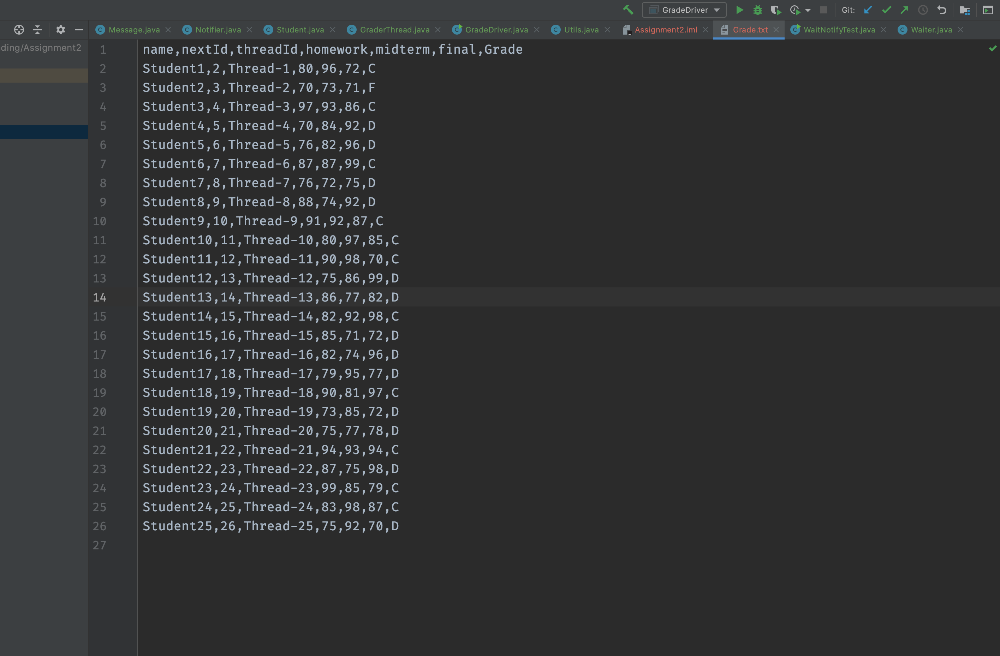 GradeDriver
Git:
Message.java
Notifier.java
Student.java
GraderThread.java
GradeDriver.java
Utils.java
Assignment2.iml
Grade.txt
WaitNotifyTest.java
Waiter.java
ding/Assignment2
1 name,nextId,threadId,homework,midterm,final,Grade
2 Student1,2,Thread-1,80,96,72,C
3 Student2,3,Thread-2,70,73,71,F
4 Student3,4,Thread-3,97,93,86,C
5 Student4,5,Thread-4,70,84,92,D
6 Student5,6,Thread-5,76,82,96,D
7 Student6,7,Thread-6,87,87,99,C
8 Student7,8,Thread-7,76,72,75,D
9 Student8,9,Thread-8,88,74,92,D
10 Student9,10,Thread-9,91,92,87,C
11 Student10,11,Thread-10,80,97,85,C
12 Student11,12,Thread-11,90,98,70,C
13 Student12,13,Thread-12,75,86,99,D
14 Student13,14,Thread-13,86,77,82,D
15 Student14,15,Thread-14,82,92,98,C
16 Student15,16,Thread-15,85,71,72,D
17 Student16,17,Thread-16,82,74,96,D
18 Student17,18,Thread-17,79,95,77,D
19 Student18,19,Thread-18,90,81,97,C
20 Student19,20,Thread-19,73,85,72,D
21 Student20,21,Thread-20,75,77,78,D
22 Student21,22,Thread-21,94,93,94,C
23 Student22,23,Thread-22,87,75,98,D
24 Student23,24,Thread-23,99,85,79,C
25 Student24,25,Thread-24,83,98,87,C
26 Student25,26,Thread-25,75,92,70,D
27